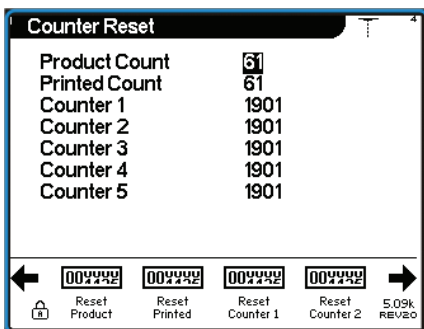 Counter Reset
4
Product Count 61
Printed Count 61
Counter 1 1901
Counter 2 1901
Counter 3 1901
Counter 4 1901
Counter 5 1901
Reset Product
Reset Printed
Reset Counter 1
Reset Counter 2
5.09k
REV20